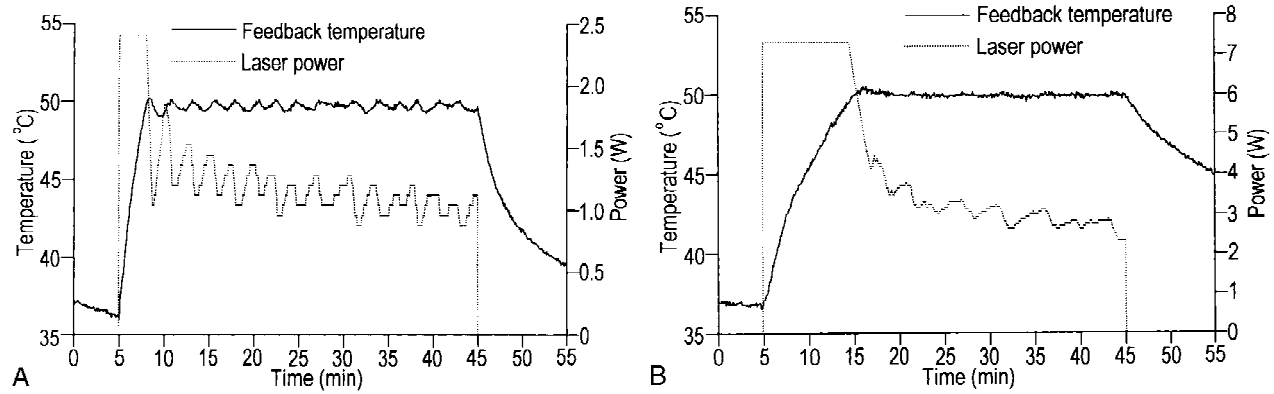 Feedback temperature
Laser power
Temperature (°C)
55
50
45
40
35
2.5
2.0
1.5
1.0
0.5
0
Power (W)
0 5 10 15 20 25 30 35 40 45 50 55
Time (min)
A
Feedback temperature
Laser power
Temperature (°C)
55
50
45
40
35
8
7
6
5
4
3
2
1
0
Power (W)
0 5 10 15 20 25 30 35 40 45 50 55
Time (min)
B